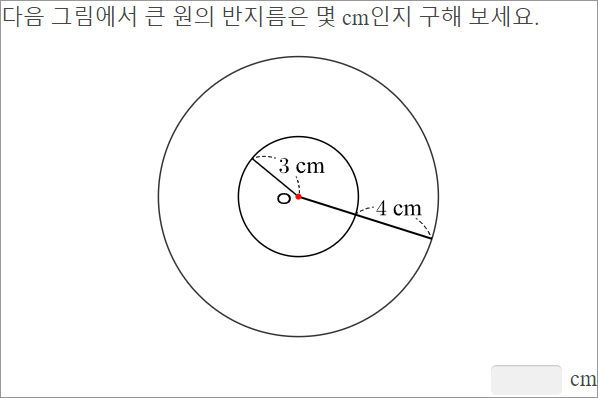 다음 그림에서 큰 원의 반지름은 몇 cm인지 구해 보세요.
3 cm
ㅇ
4 cm
cm